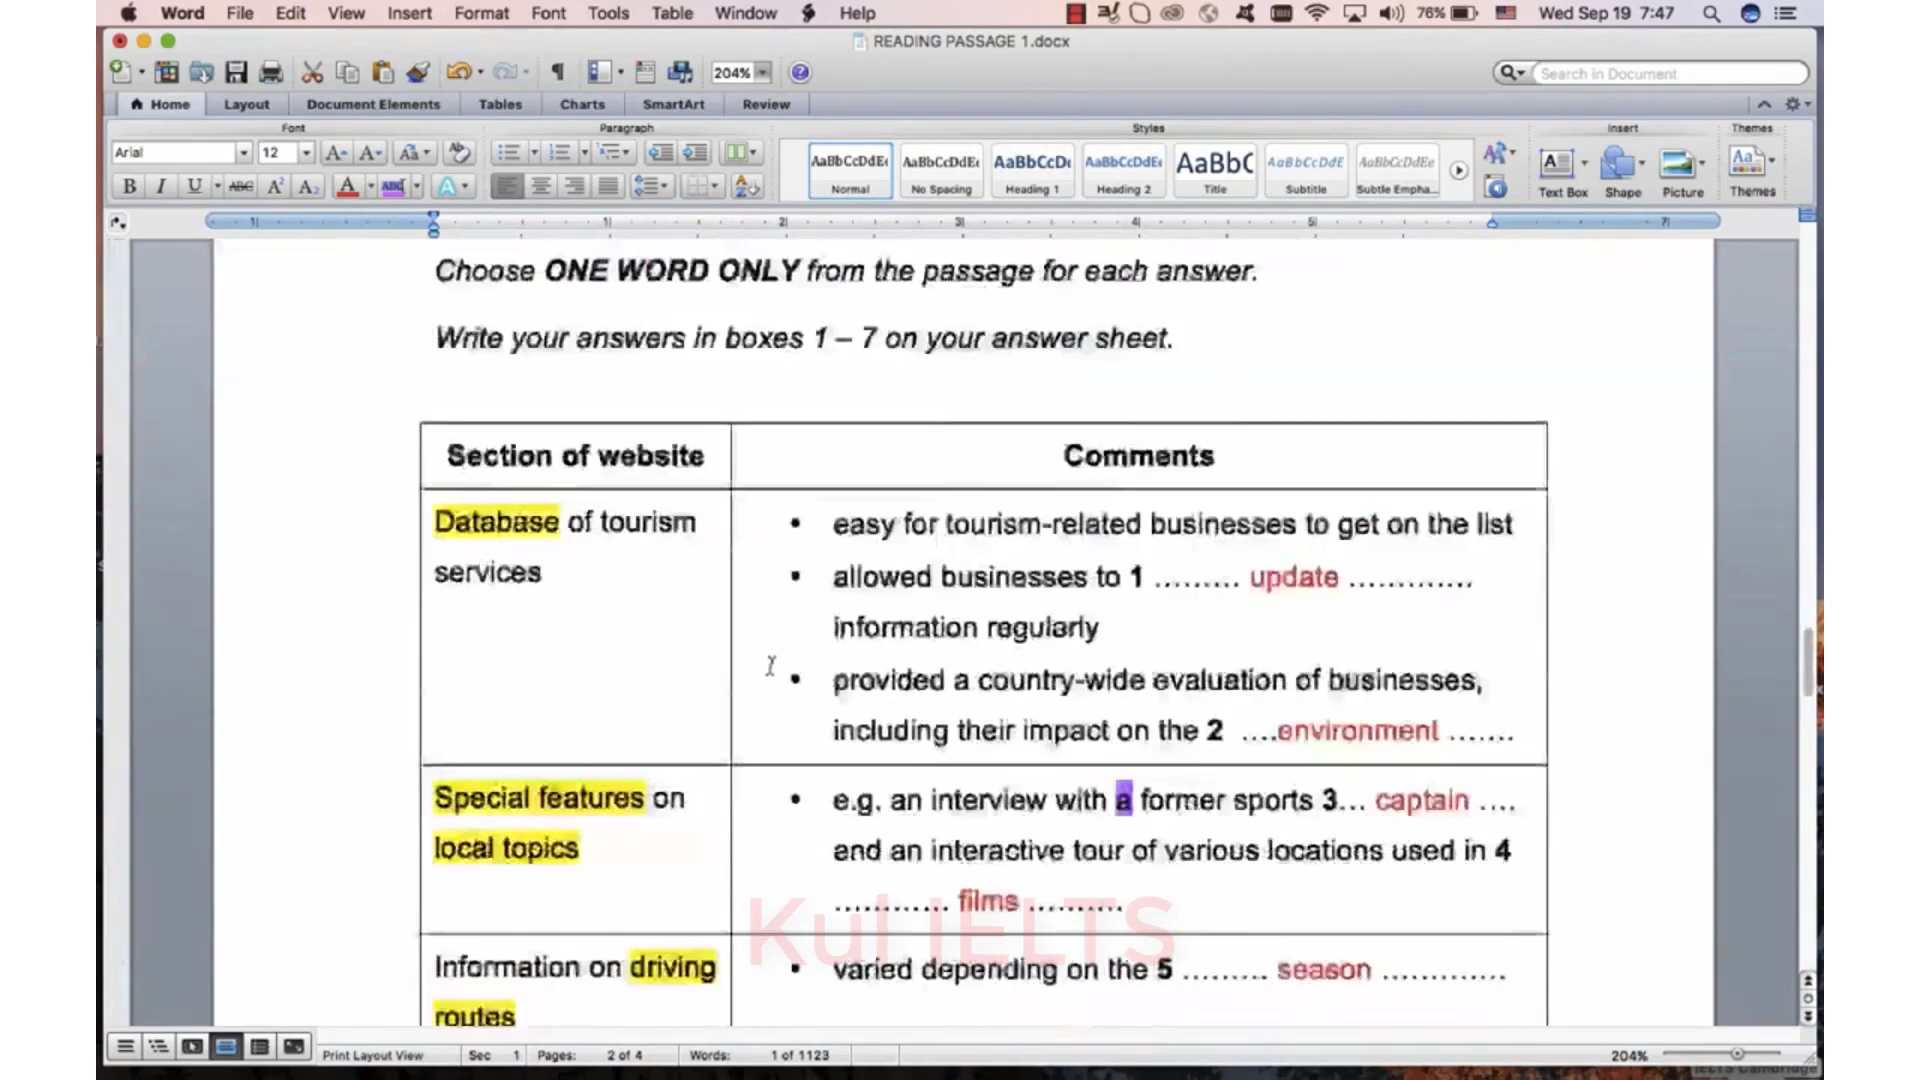 Word File Edit View Insert Format Font Tools Table Window Help 76% Wed Sep 19 7:47
READING PASSAGE 1.docx
204% Search in Document
Home Layout Document Elements Tables Charts SmartArt Review
Font Paragraph Styles Insert Themes
Arial 12 AaBbCcDdEe AaBbCcDdEe AaBbCcDc AaBbCcDdEe AaBbC AaBbCcDdE AaBbCcDdEe
B I U ABC Normal No Spacing Heading 1 Heading 2 Title Subtitle Subtle Empha... Text Box Shape Picture Themes
Choose ONE WORD ONLY from the passage for each answer.
Write your answers in boxes 1 – 7 on your answer sheet.
Section of website
Comments
Database of tourism
services
• easy for tourism-related businesses to get on the list
• allowed businesses to 1 ......... update .............
information regularly
• provided a country-wide evaluation of businesses,
including their impact on the 2 ....environment .......
Special features on
local topics
• e.g. an interview with a former sports 3... captain ....
and an interactive tour of various locations used in 4
............ films ..........
Kul IELTS
Information on driving
routes
• varied depending on the 5 ......... season .............
Print Layout View Sec 1 Pages: 2 of 4 Words: 1 of 1123 204%
IELTS Cambridge